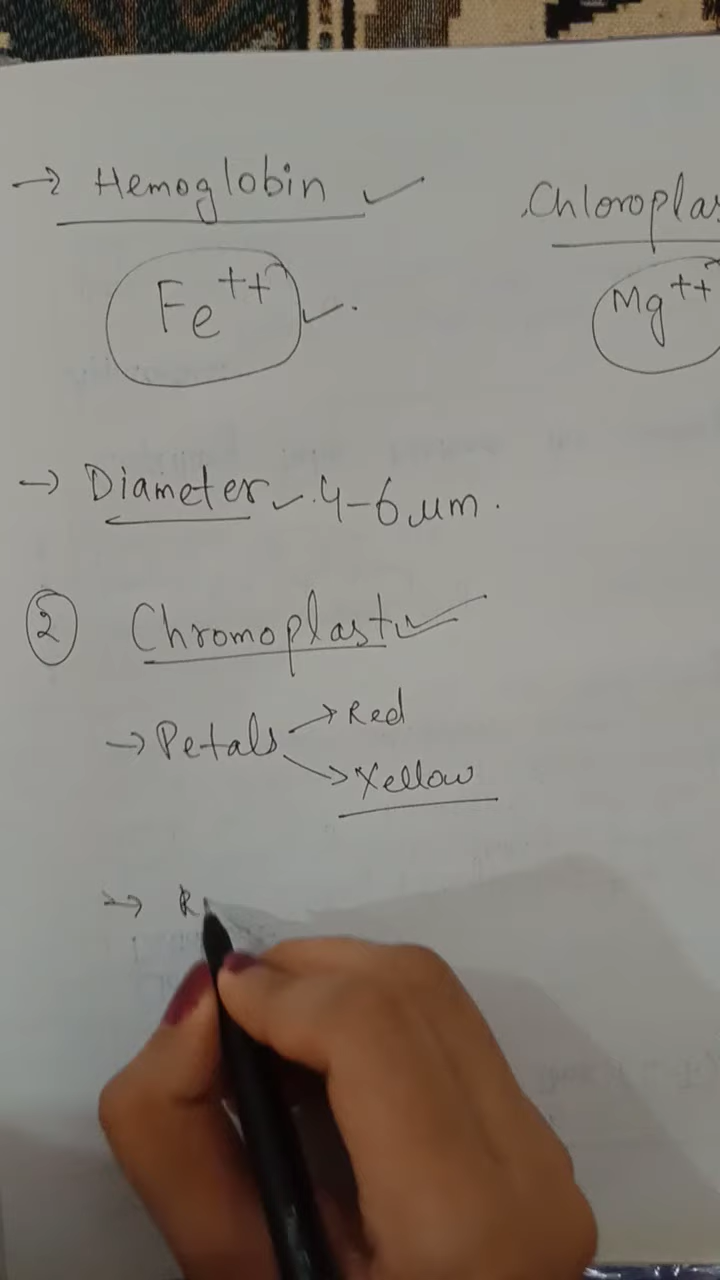 → Hemoglobin ✓ Chloroplas
Fe++ ✓. Mg++
→ Diameter ✓ 4-6 μm.
② Chromoplast ✓
→ Petals → Red
→ Yellow
→ R